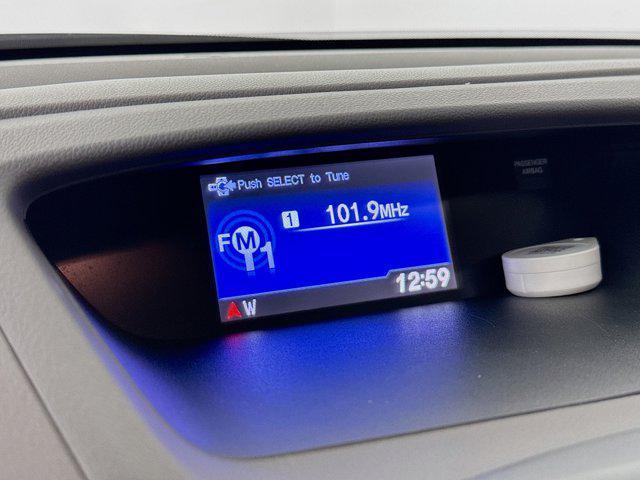 Push SELECT to Tune
1 101.9MHz
FM1
12:59
W
PASSENGER
AIRBAG